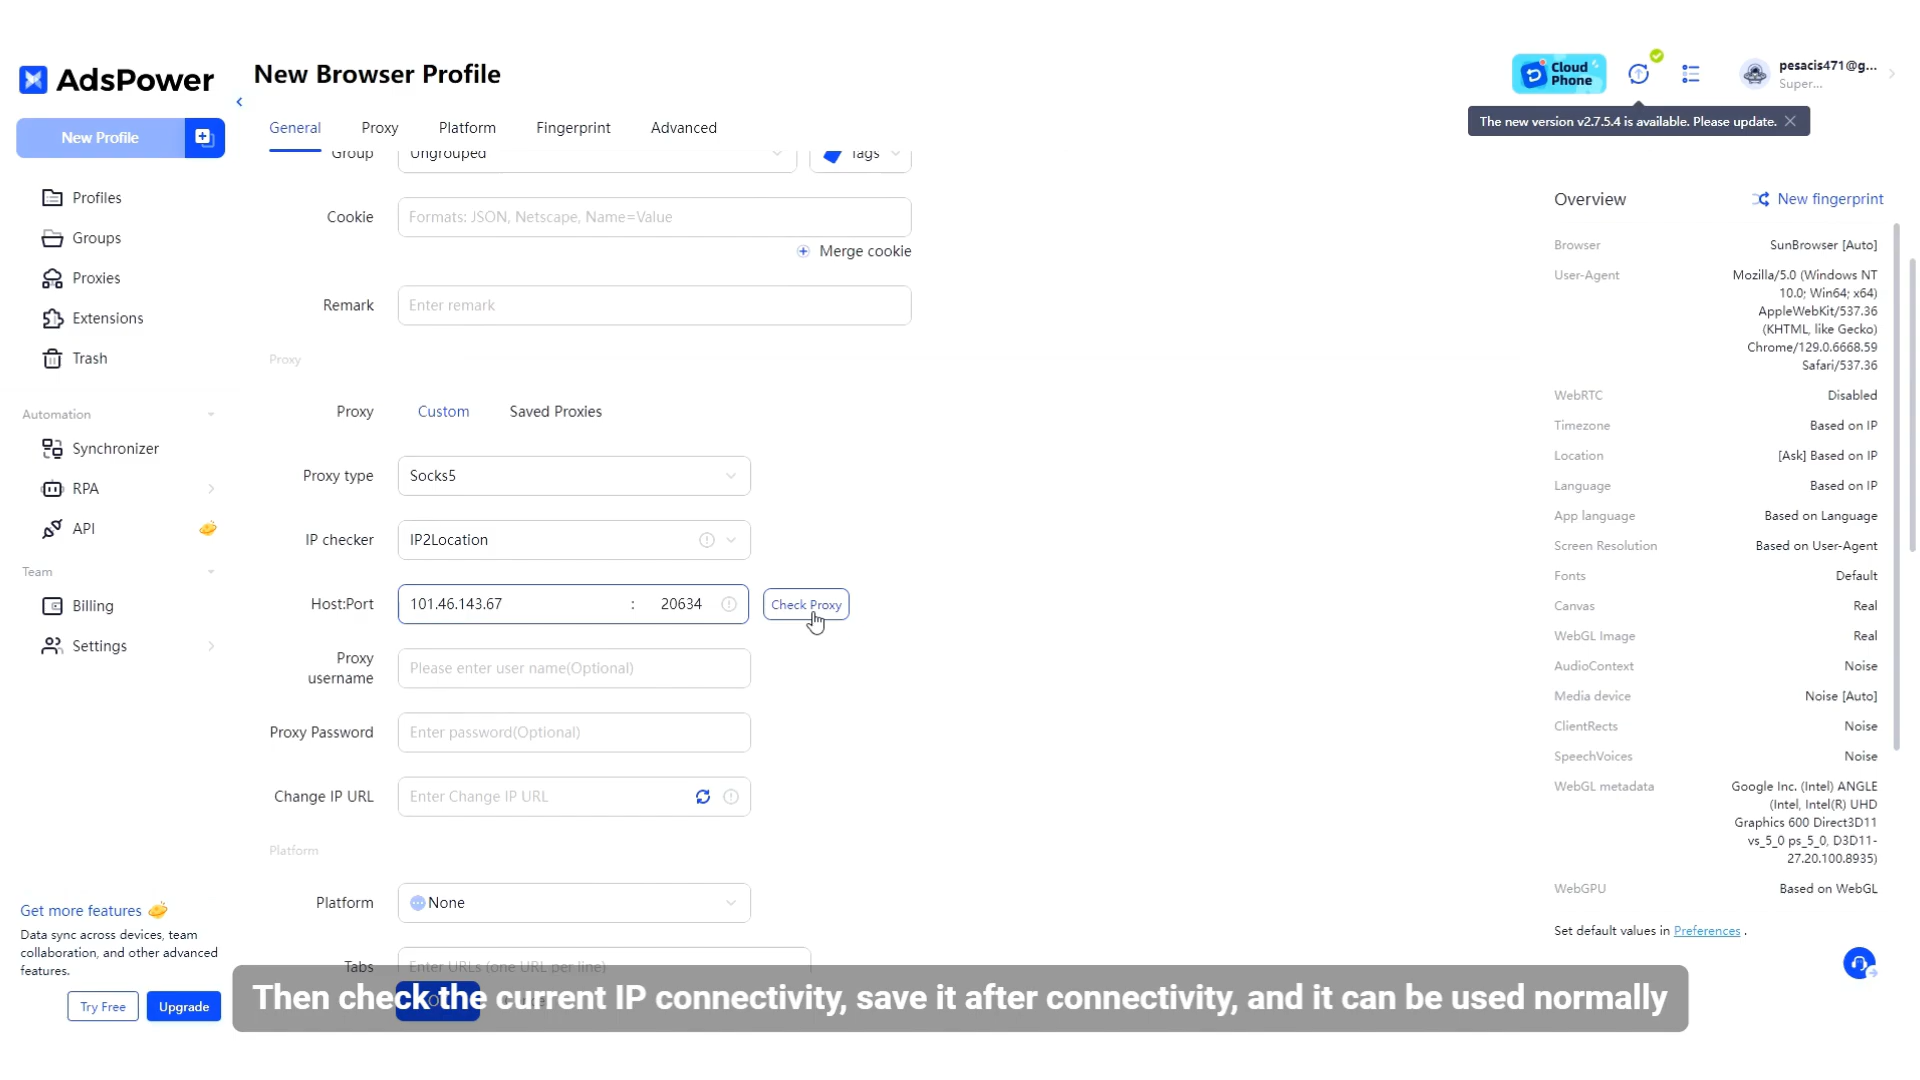 AdsPower
New Browser Profile
Cloud
Phone
pesacis471@g...
Super...
The new version v2.7.5.4 is available. Please update.
New Profile
General
Proxy
Platform
Fingerprint
Advanced
Group
Ungrouped
Tags
Profiles
Groups
Proxies
Extensions
Trash
Automation
Synchronizer
RPA
API
Team
Billing
Settings
Cookie
Formats: JSON, Netscape, Name=Value
Merge cookie
Remark
Enter remark
Proxy
Proxy
Custom
Saved Proxies
Proxy type
Socks5
IP checker
IP2Location
Host:Port
101.46.143.67 : 20634
Check Proxy
Proxy
username
Please enter user name(Optional)
Proxy Password
Enter password(Optional)
Change IP URL
Enter Change IP URL
Platform
Platform
None
Tabs
Enter URLs (one URL per line)
Overview
New fingerprint
Browser
SunBrowser [Auto]
User-Agent
Mozilla/5.0 (Windows NT
10.0; Win64; x64)
AppleWebKit/537.36
(KHTML, like Gecko)
Chrome/129.0.6668.59
Safari/537.36
WebRTC
Disabled
Timezone
Based on IP
Location
[Ask] Based on IP
Language
Based on IP
App language
Based on Language
Screen Resolution
Based on User-Agent
Fonts
Default
Canvas
Real
WebGL Image
Real
AudioContext
Noise
Media device
Noise [Auto]
ClientRects
Noise
SpeechVoices
Noise
WebGL metadata
Google Inc. (Intel) ANGLE
(Intel, Intel(R) UHD
Graphics 600 Direct3D11
vs_5_0 ps_5_0, D3D11-
27.20.100.8935)
WebGPU
Based on WebGL
Set default values in Preferences .
Get more features
Data sync across devices, team
collaboration, and other advanced
features.
Try Free
Upgrade
Then check the current IP connectivity, save it after connectivity, and it can be used normally